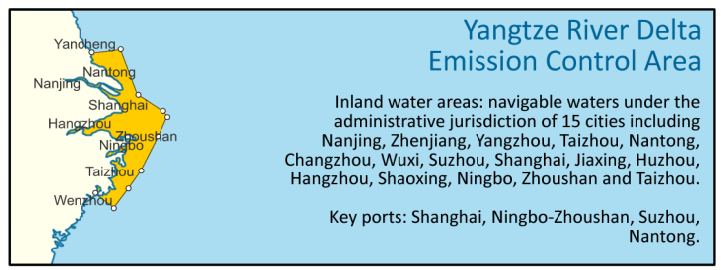 Yangtze River Delta
Emission Control Area
Yancheng
Nantong
Nanjing
Shanghai
Hangzhou
Zhoushan
Ningbo
Taizhou
Wenzhou
Inland water areas: navigable waters under the
administrative jurisdiction of 15 cities including
Nanjing, Zhenjiang, Yangzhou, Taizhou, Nantong,
Changzhou, Wuxi, Suzhou, Shanghai, Jiaxing, Huzhou,
Hangzhou, Shaoxing, Ningbo, Zhoushan and Taizhou.
Key ports: Shanghai, Ningbo-Zhoushan, Suzhou,
Nantong.